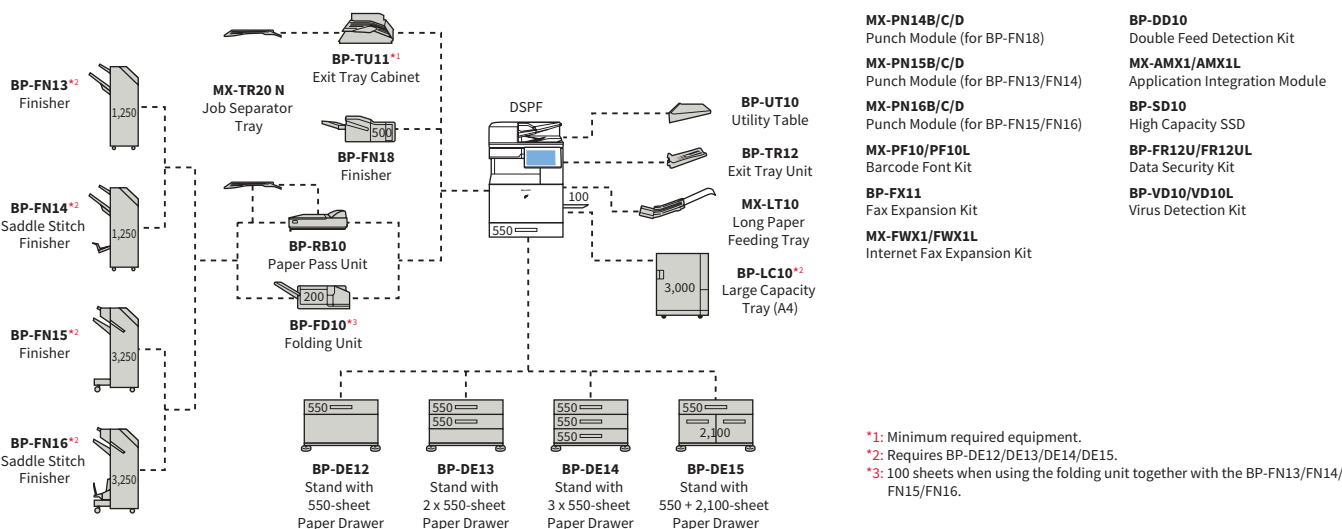 BP-FN13*2
Finisher
1,250
BP-FN14*2
Saddle Stitch
Finisher
1,250
BP-FN15*2
Finisher
3,250
BP-FN16*2
Saddle Stitch
Finisher
3,250
MX-TR20 N
Job Separator
Tray
BP-TU11*1
Exit Tray Cabinet
500
BP-FN18
Finisher
BP-RB10
Paper Pass Unit
200
BP-FD10*3
Folding Unit
DSPF
100
550
BP-UT10
Utility Table
BP-TR12
Exit Tray Unit
MX-LT10
Long Paper
Feeding Tray
3,000
BP-LC10*2
Large Capacity
Tray (A4)
550
BP-DE12
Stand with
550-sheet
Paper Drawer
550
550
BP-DE13
Stand with
2 x 550-sheet
Paper Drawer
550
550
550
BP-DE14
Stand with
3 x 550-sheet
Paper Drawer
550
2,100
BP-DE15
Stand with
550 + 2,100-sheet
Paper Drawer
MX-PN14B/C/D
Punch Module (for BP-FN18)
MX-PN15B/C/D
Punch Module (for BP-FN13/FN14)
MX-PN16B/C/D
Punch Module (for BP-FN15/FN16)
MX-PF10/PF10L
Barcode Font Kit
BP-FX11
Fax Expansion Kit
MX-FWX1/FWX1L
Internet Fax Expansion Kit
BP-DD10
Double Feed Detection Kit
MX-AMX1/AMX1L
Application Integration Module
BP-SD10
High Capacity SSD
BP-FR12U/FR12UL
Data Security Kit
BP-VD10/VD10L
Virus Detection Kit
*1: Minimum required equipment.
*2: Requires BP-DE12/DE13/DE14/DE15.
*3: 100 sheets when using the folding unit together with the BP-FN13/FN14/
FN15/FN16.